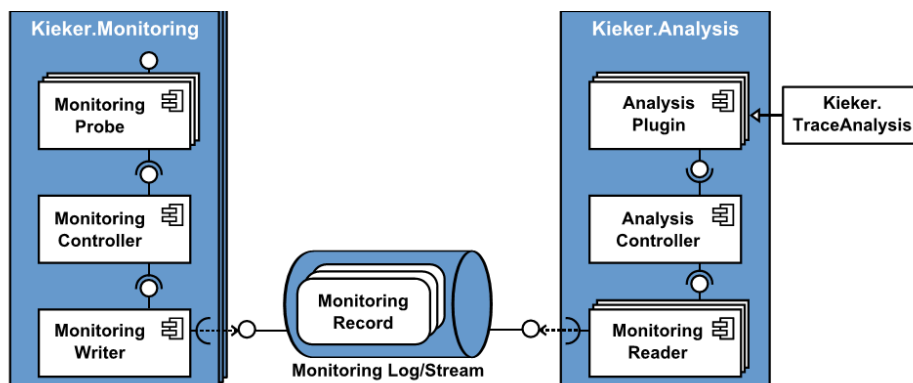 Kieker.Monitoring
Monitoring
Probe
Monitoring
Controller
Monitoring
Writer
Monitoring
Record
Monitoring Log/Stream
Kieker.Analysis
Analysis
Plugin
Analysis
Controller
Monitoring
Reader
Kieker.
TraceAnalysis